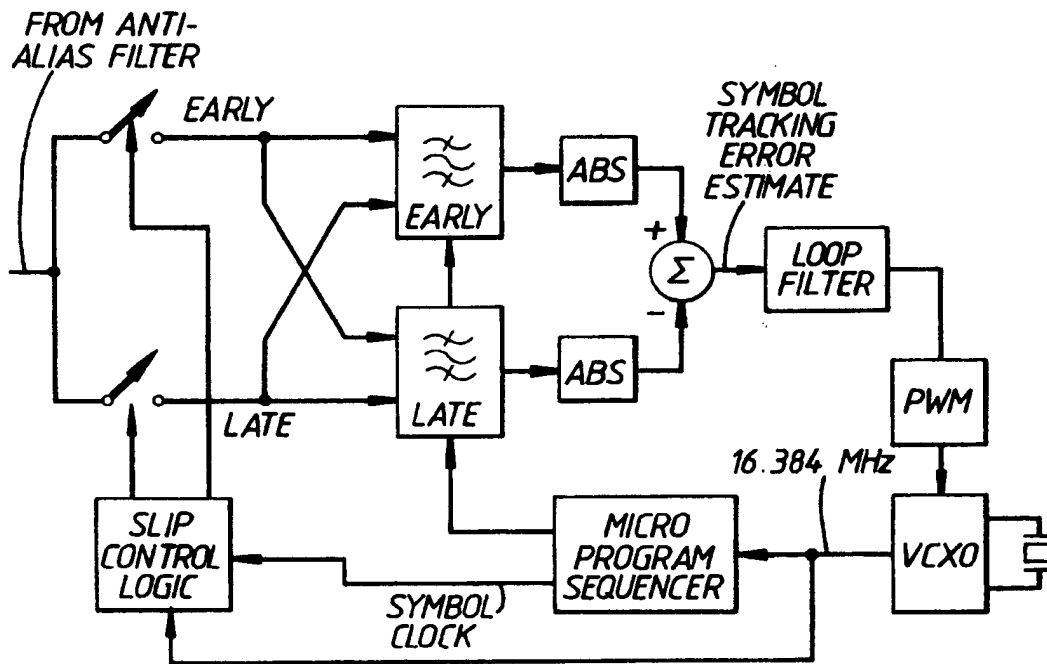 FROM ANTI-
ALIAS FILTER
EARLY
SYMBOL
TRACKING
ERROR
ESTIMATE
ABS
EARLY
+
Σ
-
LOOP
FILTER
ABS
LATE
LATE
PWM
16.384 MHz
SLIP
CONTROL
LOGIC
MICRO
PROGRAM
SEQUENCER
VCXO
SYMBOL
CLOCK